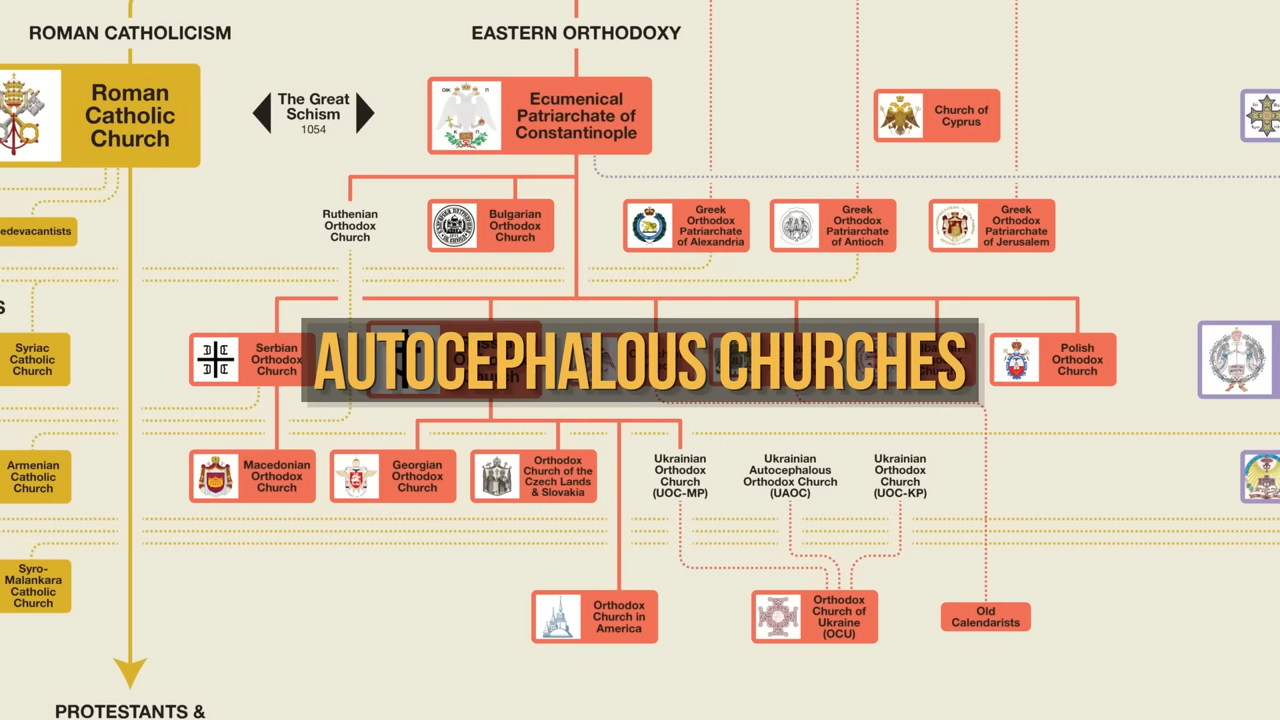 ROMAN CATHOLICISM
EASTERN ORTHODOXY
Roman
Catholic
Church
The Great
Schism
1054
Ecumenical
Patriarchate of
Constantinople
Church of
Cyprus
edevacantists
Ruthenian
Orthodox
Church
Bulgarian
Orthodox
Church
Greek
Orthodox
Patriarchate
of Alexandria
Greek
Orthodox
Patriarchate
of Antioch
Greek
Orthodox
Patriarchate
of Jerusalem
S
Syriac
Catholic
Church
Serbian
Orthodox
Church
AUTOCEPHALOUS CHURCHES
Polish
Orthodox
Church
Armenian
Catholic
Church
Macedonian
Orthodox
Church
Georgian
Orthodox
Church
Orthodox
Church of the
Czech Lands
& Slovakia
Ukrainian
Orthodox
Church
(UOC-MP)
Ukrainian
Autocephalous
Orthodox Church
(UAOC)
Ukrainian
Orthodox
Church
(UOC-KP)
Syro-
Malankara
Catholic
Church
Orthodox
Church in
America
Orthodox
Church of
Ukraine
(OCU)
Old
Calendarists
PROTESTANTS &